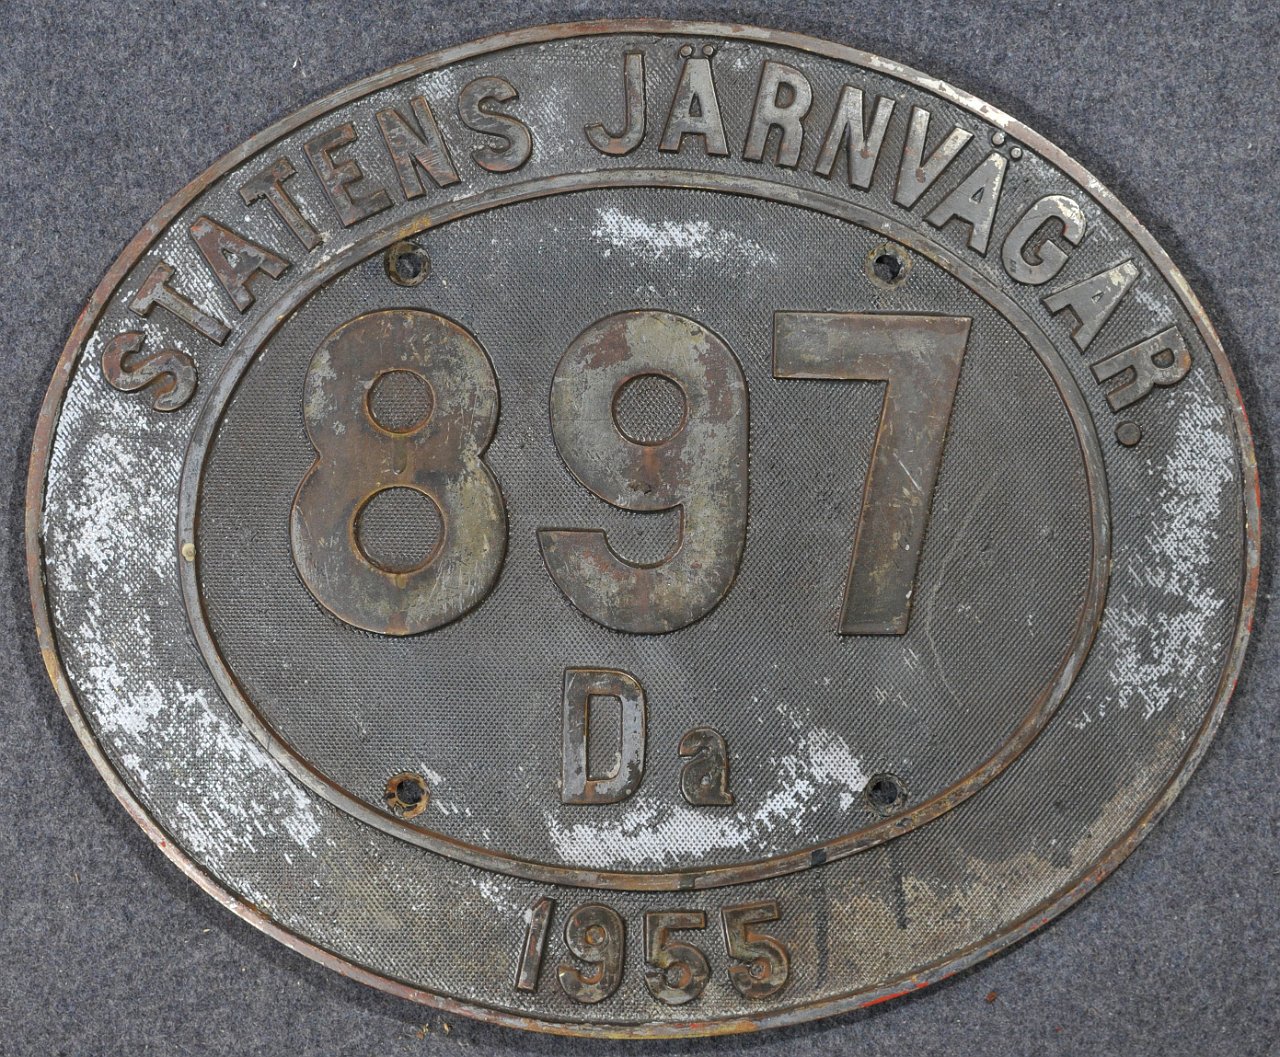 STATENS JÄRNVÄGAR.
897
Da
1955